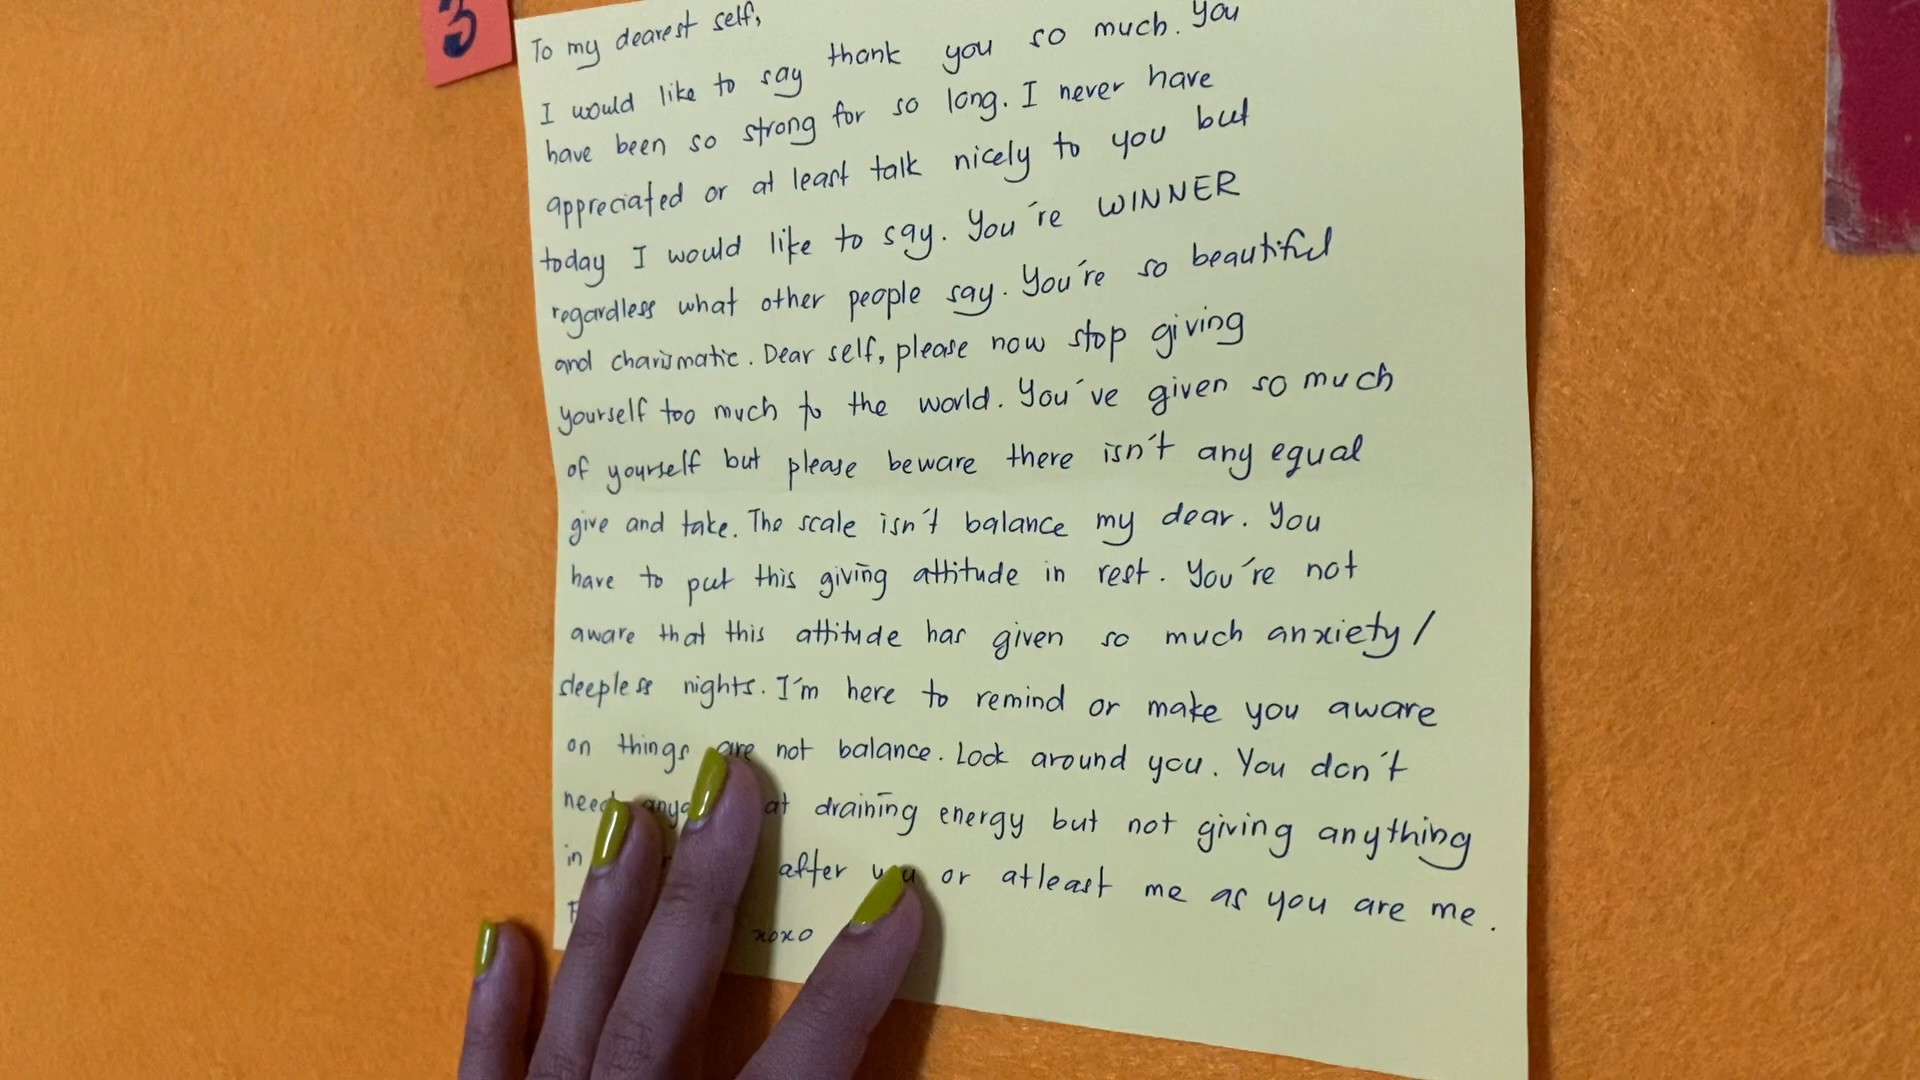 3
To my dearest self,
I would like to say thank you so much. You
have been so strong for so long. I never have
appreciated or at least talk nicely to you but
today I would like to say. You're WINNER
regardless what other people say. You're so beautiful
and charismatic. Dear self, please now stop giving
yourself too much to the world. You've given so much
of yourself but please beware there isn't any equal
give and take. The scale isn't balance my dear. You
have to put this giving attitude in rest. You're not
aware that this attitude has given so much anxiety/
sleepless nights. I'm here to remind or make you aware
on things are not balance. Look around you. You don't
draining energy but not giving anything
in after you or atleast me as you are me.
xoxo